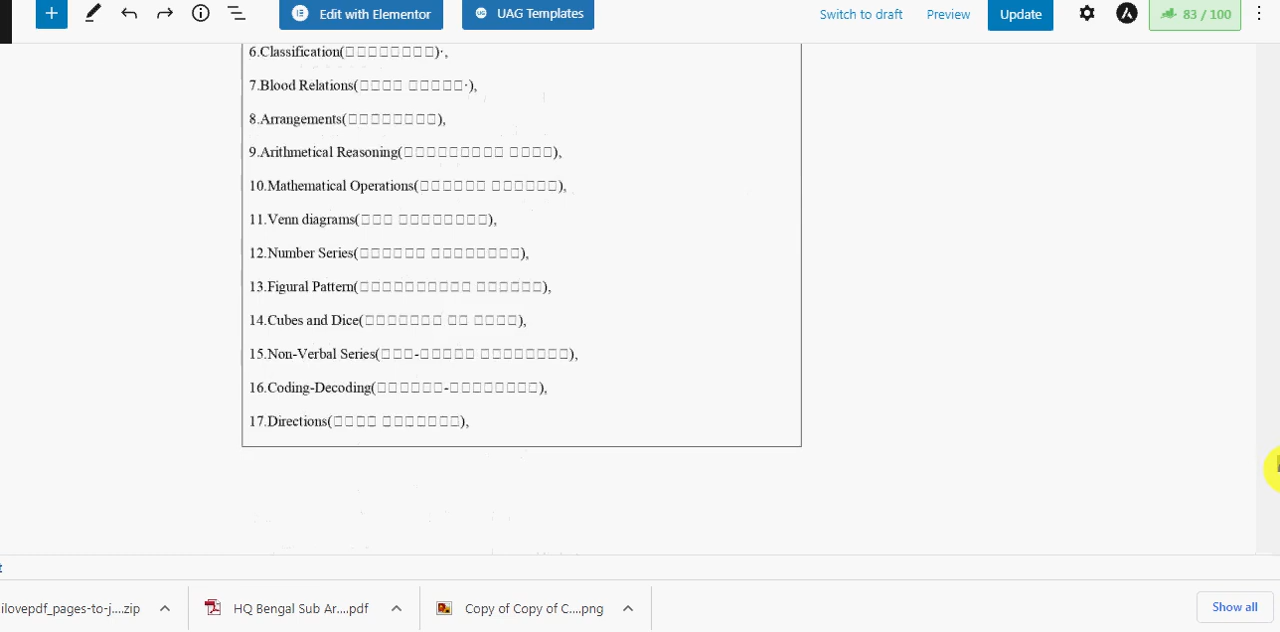 Edit with Elementor
UAG Templates
Switch to draft
Preview
Update
83 / 100
6.Classification(□□□□□□□□)·,
7.Blood Relations(□□□□ □□□□□·),
8.Arrangements(□□□□□□□□),
9.Arithmetical Reasoning(□□□□□□□□□ □□□□),
10.Mathematical Operations(□□□□□□ □□□□□□),
11.Venn diagrams(□□□ □□□□□□□□),
12.Number Series(□□□□□□ □□□□□□□□),
13.Figural Pattern(□□□□□□□□□□ □□□□□□),
14.Cubes and Dice(□□□□□□□ □□ □□□□),
15.Non-Verbal Series(□□□-□□□□□ □□□□□□□□),
16.Coding-Decoding(□□□□□□-□□□□□□□□),
17.Directions(□□□□ □□□□□□□),
t
ilovepdf_pages-to-j....zip
HQ Bengal Sub Ar....pdf
Copy of Copy of C....png
Show all